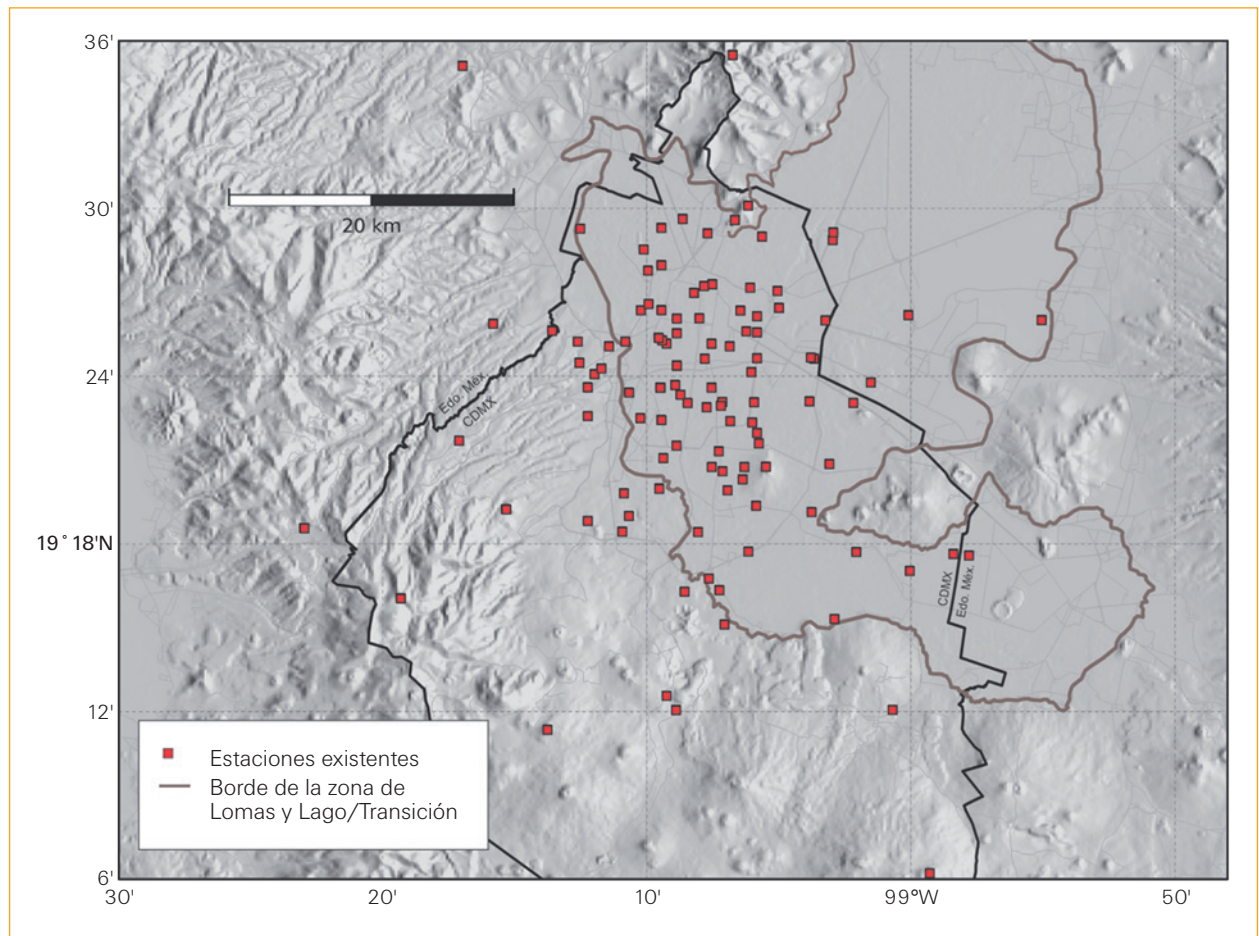 36'
30'
20 km
24'
Edo. Méx.
CDMX
19° 18'N
CDMX
Edo. Méx.
12'
Estaciones existentes
Borde de la zona de
Lomas y Lago/Transición
6'
30' 20' 10' 99°W 50'